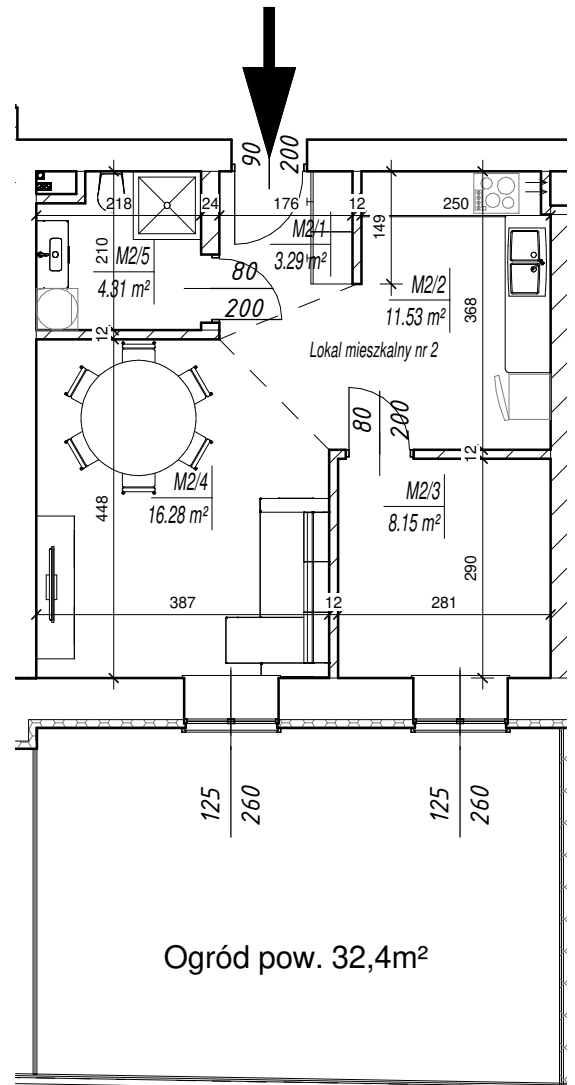 90
200
218
24
176
12
250
M2/1
3.29 m²
149
210
M2/5
4.31 m²
80
200
M2/2
11.53 m²
368
12
Lokal mieszkalny nr 2
80
200
12
M2/4
16.28 m²
M2/3
8.15 m²
448
290
387
12
281
125
260
125
260
Ogród pow. 32,4m²